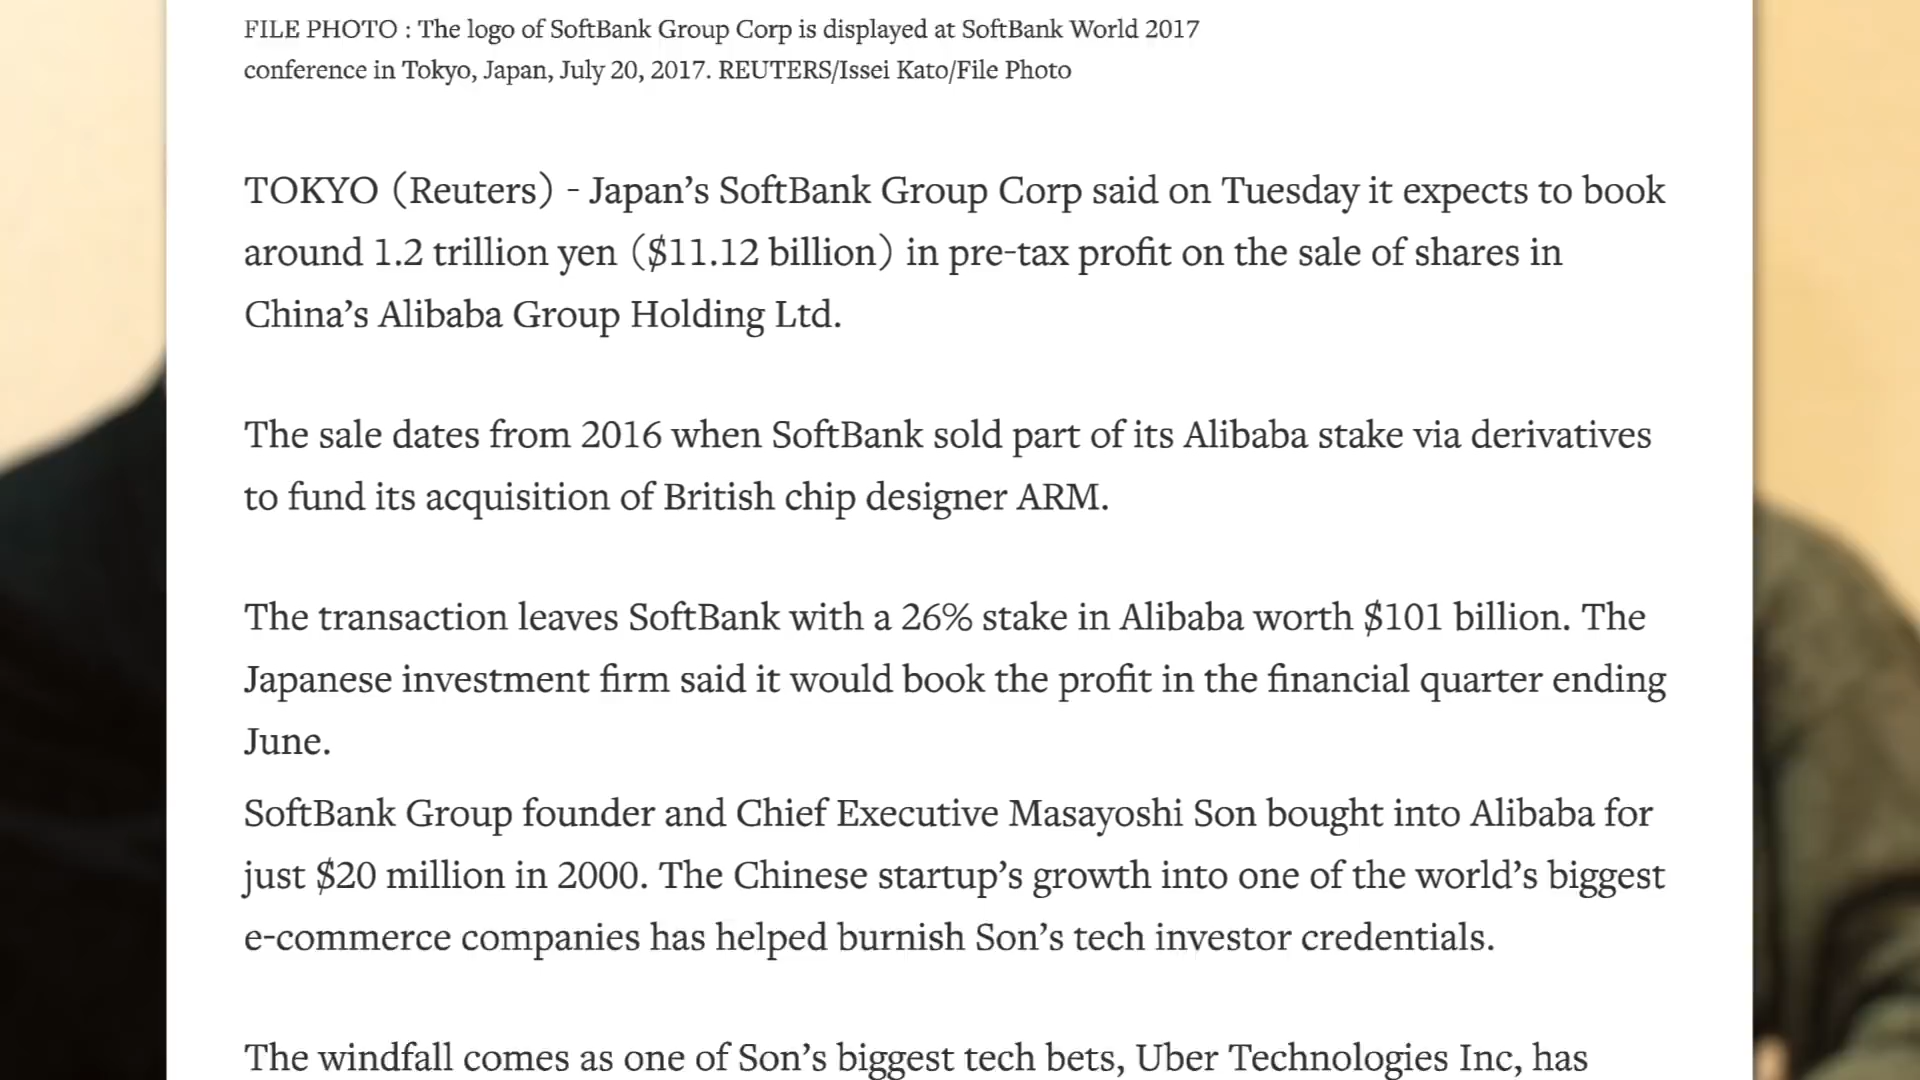 FILE PHOTO : The logo of SoftBank Group Corp is displayed at SoftBank World 2017
conference in Tokyo, Japan, July 20, 2017. REUTERS/Issei Kato/File Photo
TOKYO (Reuters) - Japan’s SoftBank Group Corp said on Tuesday it expects to book
around 1.2 trillion yen ($11.12 billion) in pre-tax profit on the sale of shares in
China’s Alibaba Group Holding Ltd.
The sale dates from 2016 when SoftBank sold part of its Alibaba stake via derivatives
to fund its acquisition of British chip designer ARM.
The transaction leaves SoftBank with a 26% stake in Alibaba worth $101 billion. The
Japanese investment firm said it would book the profit in the financial quarter ending
June.
SoftBank Group founder and Chief Executive Masayoshi Son bought into Alibaba for
just $20 million in 2000. The Chinese startup’s growth into one of the world’s biggest
e-commerce companies has helped burnish Son’s tech investor credentials.
The windfall comes as one of Son’s biggest tech bets, Uber Technologies Inc, has